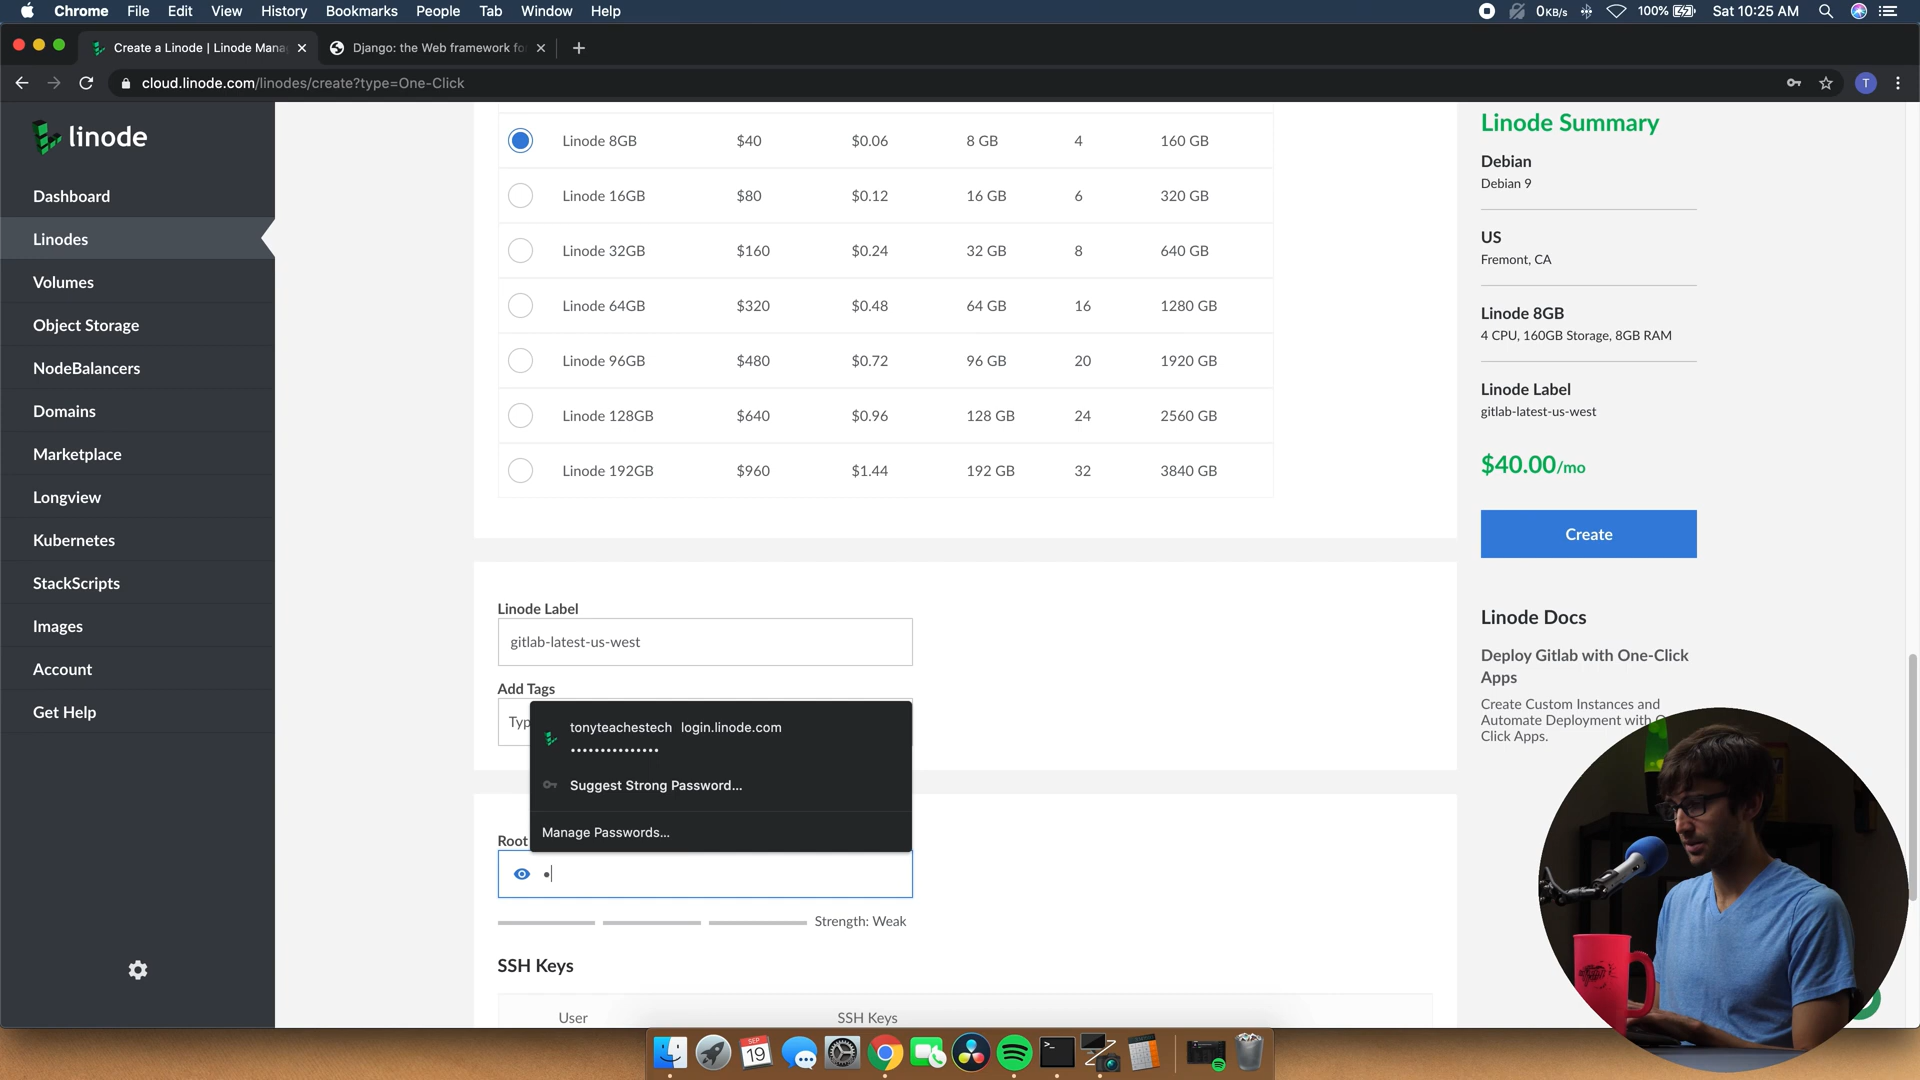 Chrome File Edit View History Bookmarks People Tab Window Help
0KB/s 100% Sat 10:25 AM
Create a Linode | Linode Mana
Django: the Web framework fo
cloud.linode.com/linodes/create?type=One-Click
T
linode
Dashboard
Linodes
Volumes
Object Storage
NodeBalancers
Domains
Marketplace
Longview
Kubernetes
StackScripts
Images
Account
Get Help
Linode 8GB $40 $0.06 8 GB 4 160 GB
Linode 16GB $80 $0.12 16 GB 6 320 GB
Linode 32GB $160 $0.24 32 GB 8 640 GB
Linode 64GB $320 $0.48 64 GB 16 1280 GB
Linode 96GB $480 $0.72 96 GB 20 1920 GB
Linode 128GB $640 $0.96 128 GB 24 2560 GB
Linode 192GB $960 $1.44 192 GB 32 3840 GB
Linode Label
gitlab-latest-us-west
Add Tags
Typ
tonyteachestech login.linode.com
•••••••••••••••
Suggest Strong Password...
Manage Passwords...
Root
•
Strength: Weak
SSH Keys
User SSH Keys
Linode Summary
Debian
Debian 9
US
Fremont, CA
Linode 8GB
4 CPU, 160GB Storage, 8GB RAM
Linode Label
gitlab-latest-us-west
$40.00/mo
Create
Linode Docs
Deploy Gitlab with One-Click
Apps
Create Custom Instances and
Automate Deployment with O
Click Apps.
SEP
19